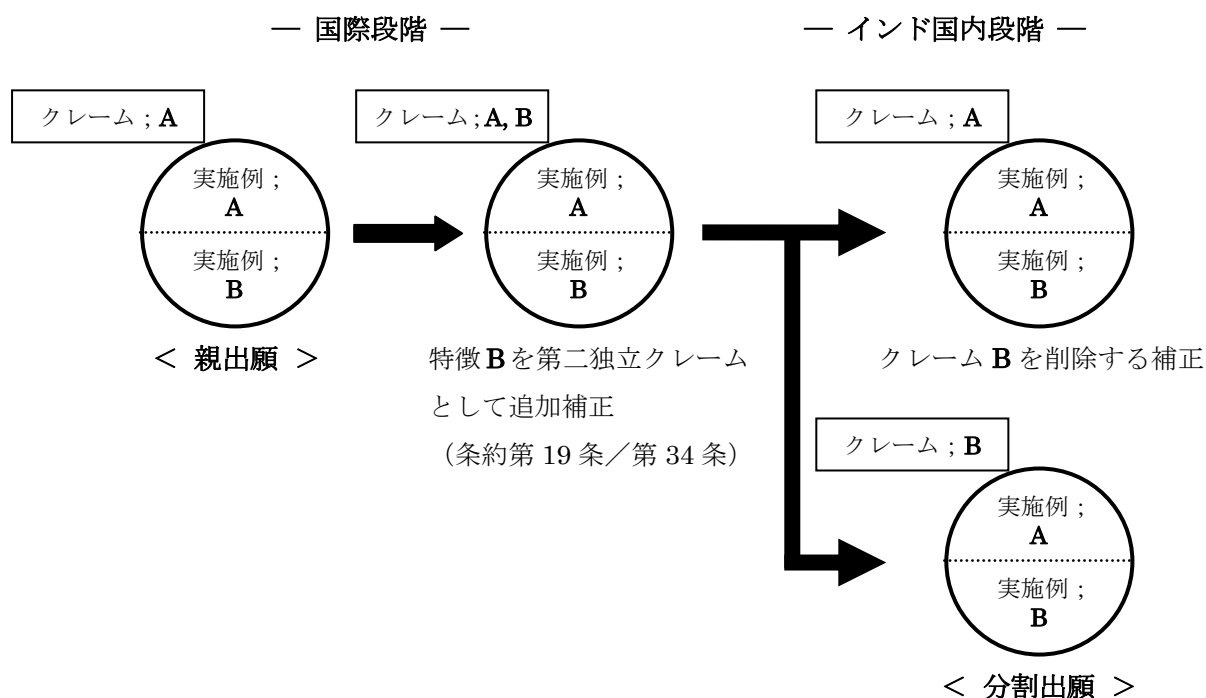 ― 国際段階 ―
― インド国内段階 ―
クレーム ; A
実施例 ;
A
実施例 ;
B
＜ 親出願 ＞
クレーム ; A, B
実施例 ;
A
実施例 ;
B
特徴 B を第二独立クレーム
として追加補正
（条約第 19 条／第 34 条）
クレーム ; A
実施例 ;
A
実施例 ;
B
クレーム B を削除する補正
クレーム ; B
実施例 ;
A
実施例 ;
B
＜ 分割出願 ＞